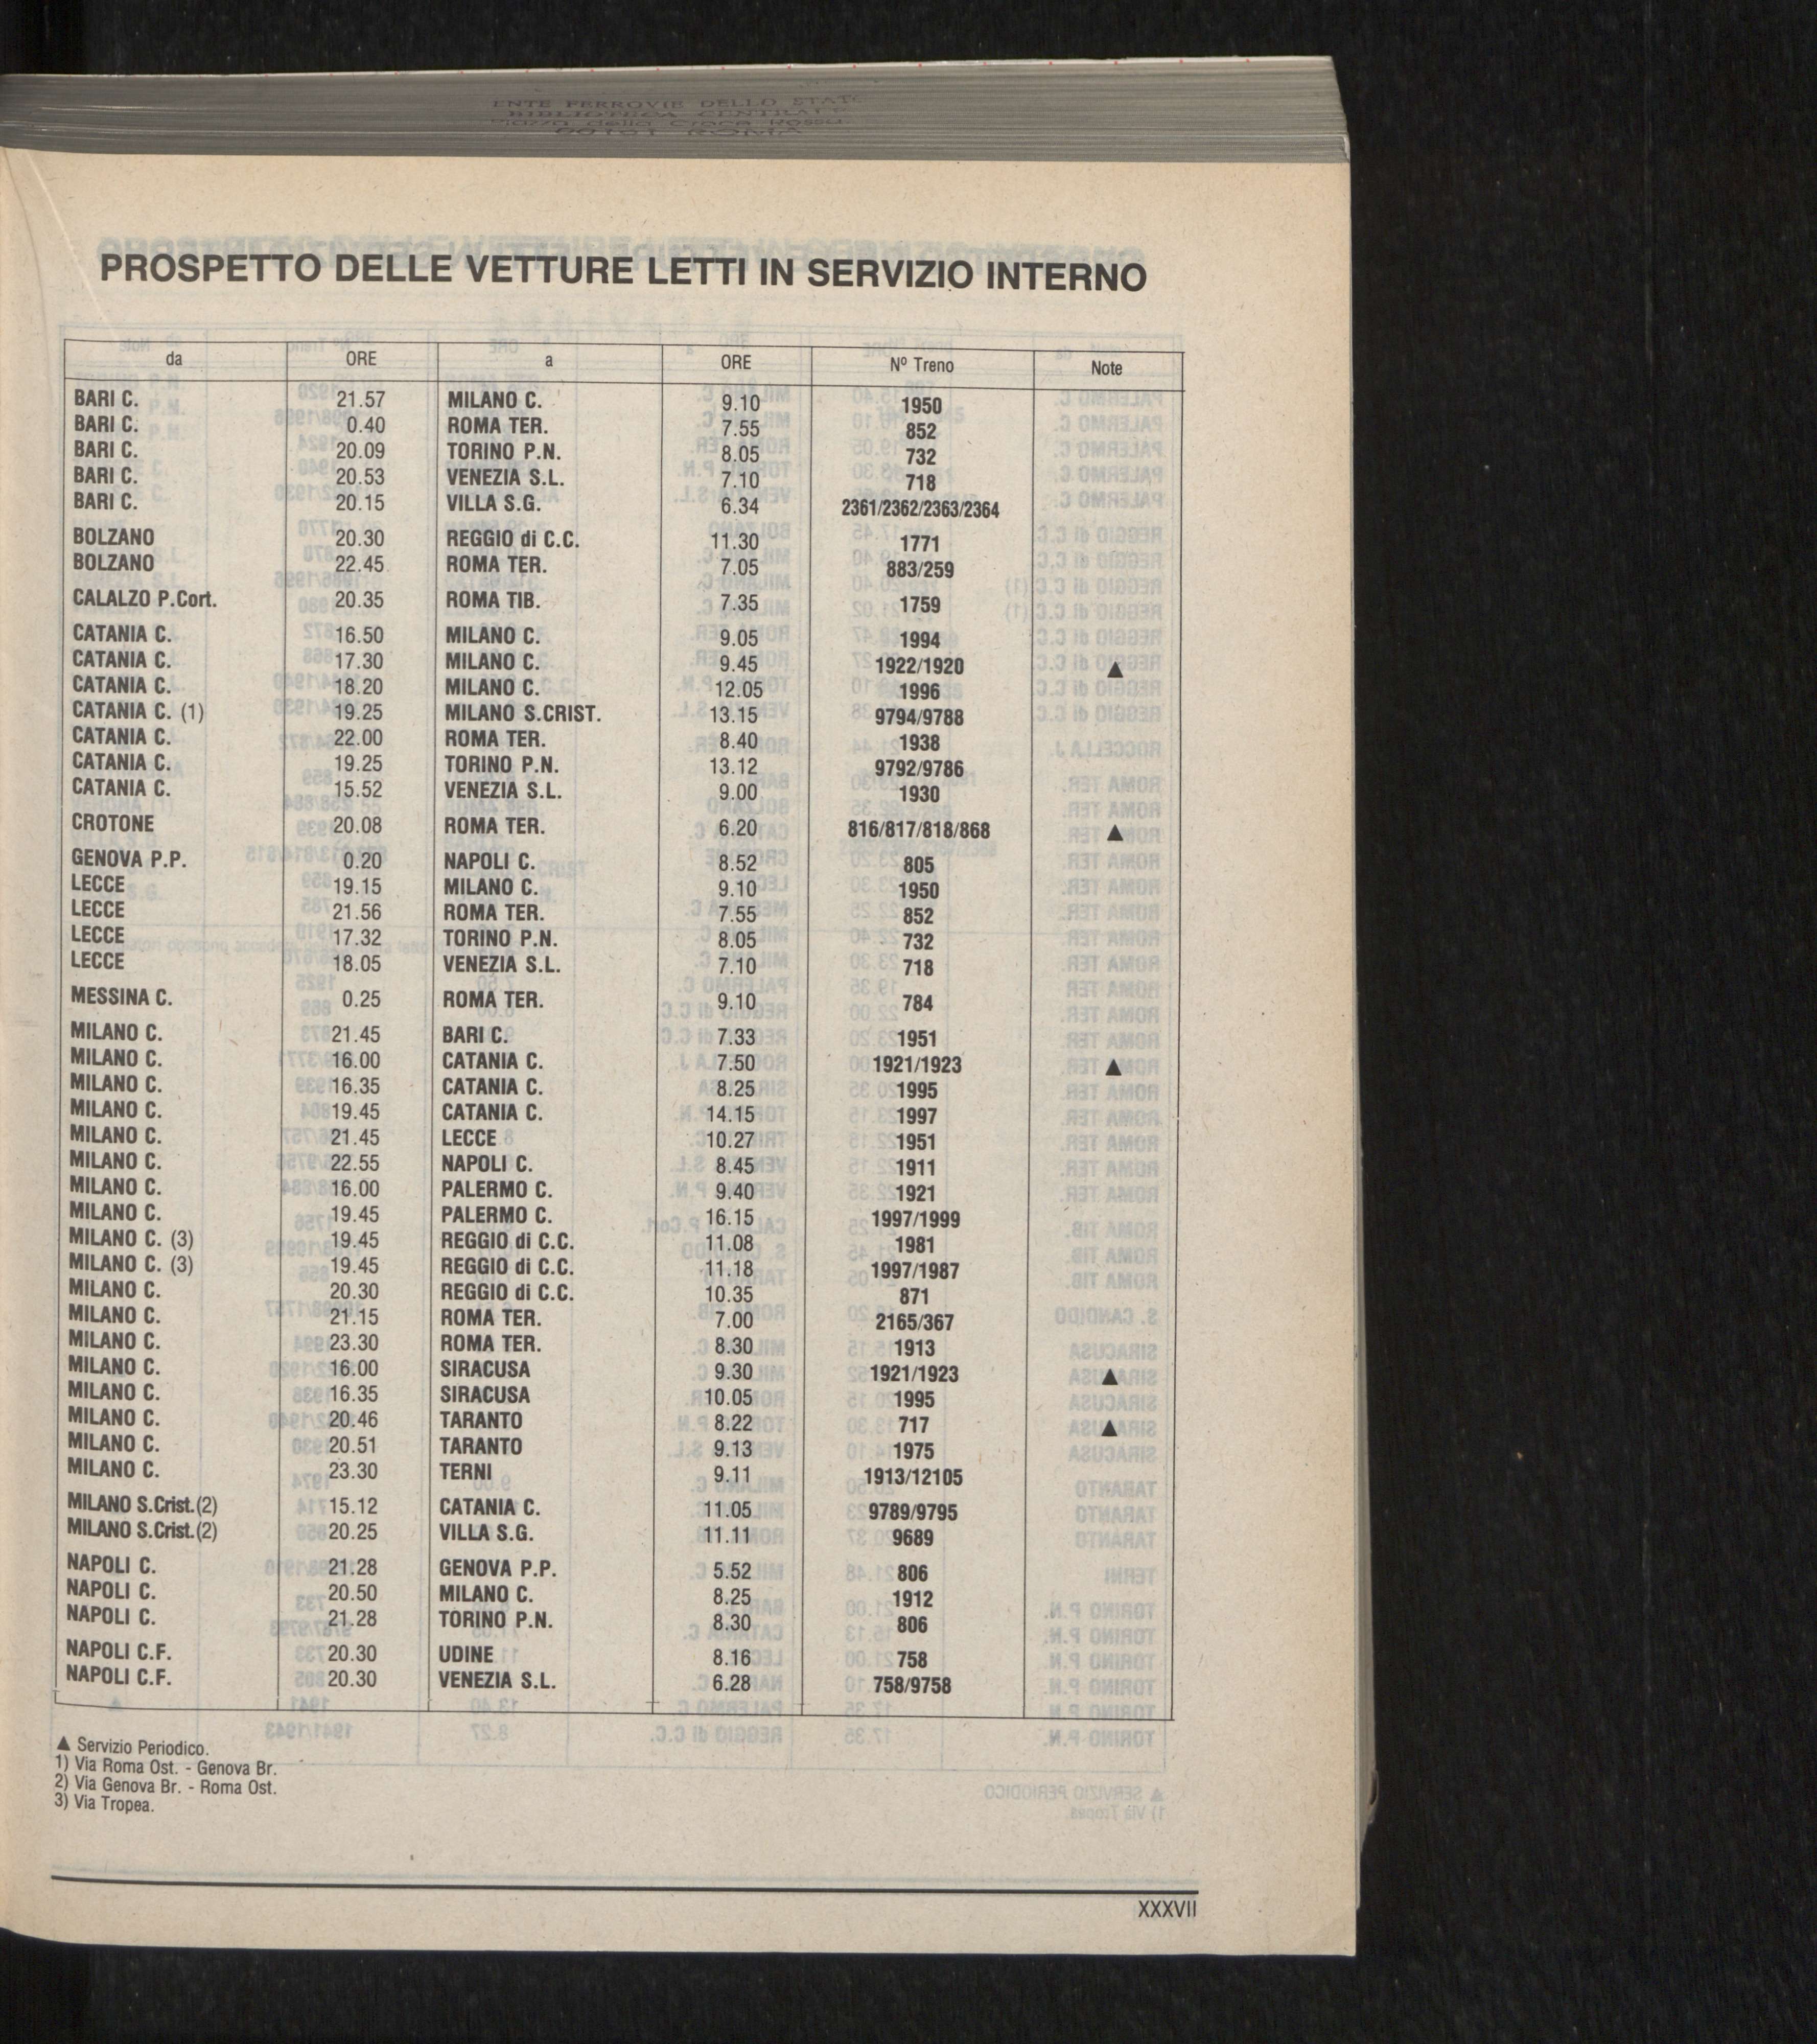 ENTE FERROVIE DELLO STATO
BIBLIOTECA CENTRALE
Piazza della Croce Rossa
00161 ROMA
PROSPETTO DELLE VETTURE LETTI IN SERVIZIO INTERNO
da ORE a ORE Nº Treno Note
BARI C. 21.57 MILANO C. 9.10 1950
BARI C. 0.40 ROMA TER. 7.55 852
BARI C. 20.09 TORINO P.N. 8.05 732
BARI C. 20.53 VENEZIA S.L. 7.10 718
BARI C. 20.15 VILLA S.G. 6.34 2361/2362/2363/2364
BOLZANO 20.30 REGGIO di C.C. 11.30 1771
BOLZANO 22.45 ROMA TER. 7.05 883/259
CALALZO P.Cort. 20.35 ROMA TIB. 7.35 1759
CATANIA C. 16.50 MILANO C. 9.05 1994
CATANIA C. 17.30 MILANO C. 9.45 1922/1920 ▲
CATANIA C. 18.20 MILANO C. 12.05 1996
CATANIA C. (1) 19.25 MILANO S.CRIST. 13.15 9794/9788
CATANIA C. 22.00 ROMA TER. 8.40 1938
CATANIA C. 19.25 TORINO P.N. 13.12 9792/9786
CATANIA C. 15.52 VENEZIA S.L. 9.00 1930
CROTONE 20.08 ROMA TER. 6.20 816/817/818/868 ▲
GENOVA P.P. 0.20 NAPOLI C. 8.52 805
LECCE 19.15 MILANO C. 9.10 1950
LECCE 21.56 ROMA TER. 7.55 852
LECCE 17.32 TORINO P.N. 8.05 732
LECCE 18.05 VENEZIA S.L. 7.10 718
MESSINA C. 0.25 ROMA TER. 9.10 784
MILANO C. 21.45 BARI C. 7.33 1951
MILANO C. 16.00 CATANIA C. 7.50 1921/1923 ▲
MILANO C. 16.35 CATANIA C. 8.25 1995
MILANO C. 19.45 CATANIA C. 14.15 1997
MILANO C. 21.45 LECCE 10.27 1951
MILANO C. 22.55 NAPOLI C. 8.45 1911
MILANO C. 16.00 PALERMO C. 9.40 1921
MILANO C. 19.45 PALERMO C. 16.15 1997/1999
MILANO C. (3) 19.45 REGGIO di C.C. 11.08 1981
MILANO C. (3) 19.45 REGGIO di C.C. 11.18 1997/1987
MILANO C. 20.30 REGGIO di C.C. 10.35 871
MILANO C. 21.15 ROMA TER. 7.00 2165/367
MILANO C. 23.30 ROMA TER. 8.30 1913
MILANO C. 16.00 SIRACUSA 9.30 1921/1923 ▲
MILANO C. 16.35 SIRACUSA 10.05 1995
MILANO C. 20.46 TARANTO 8.22 717 ▲
MILANO C. 20.51 TARANTO 9.13 1975
MILANO C. 23.30 TERNI 9.11 1913/12105
MILANO S.Crist.(2) 15.12 CATANIA C. 11.05 9789/9795
MILANO S.Crist.(2) 20.25 VILLA S.G. 11.11 9689
NAPOLI C. 21.28 GENOVA P.P. 5.52 806
NAPOLI C. 20.50 MILANO C. 8.25 1912
NAPOLI C. 21.28 TORINO P.N. 8.30 806
NAPOLI C.F. 20.30 UDINE 8.16 758
NAPOLI C.F. 20.30 VENEZIA S.L. 6.28 758/9758
▲ Servizio Periodico.
1) Via Roma Ost. - Genova Br.
2) Via Genova Br. - Roma Ost.
3) Via Tropea.
XXXVII